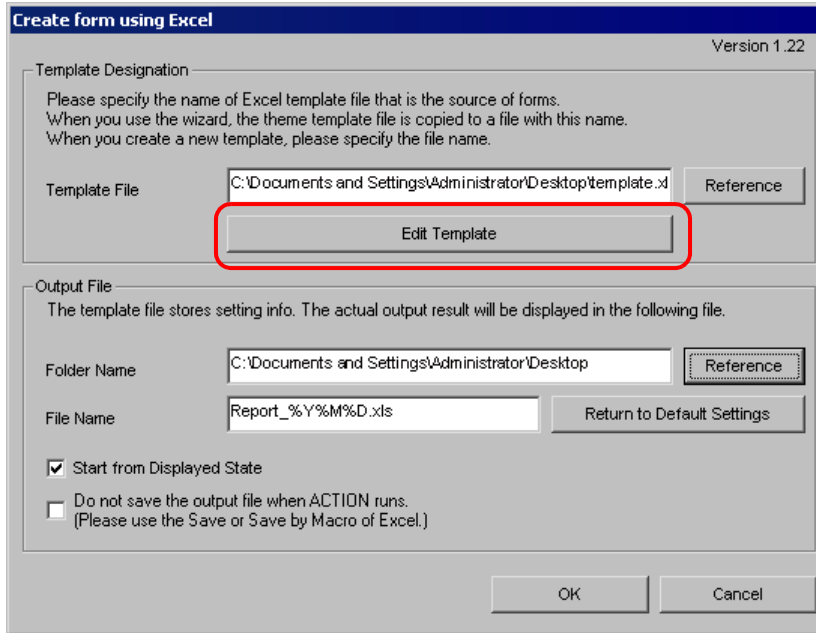 Create form using Excel
Version 1.22
Template Designation
Please specify the name of Excel template file that is the source of forms.
When you use the wizard, the theme template file is copied to a file with this name.
When you create a new template, please specify the file name.
Template File
C:\Documents and Settings\Administrator\Desktop\template.xl
Reference
Edit Template
Output File
The template file stores setting info. The actual output result will be displayed in the following file.
Folder Name
C:\Documents and Settings\Administrator\Desktop
Reference
File Name
Report_%Y%M%D.xls
Return to Default Settings
Start from Displayed State
Do not save the output file when ACTION runs.
(Please use the Save or Save by Macro of Excel.)
OK
Cancel